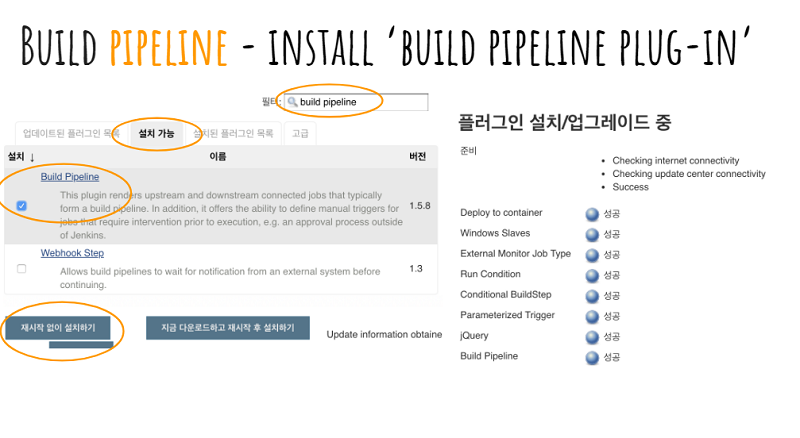 Build pipeline - install ‘build pipeline plug-in’
필터: build pipeline
업데이트된 플러그인 목록 설치 가능 설치된 플러그인 목록 고급
설치 ↓ 이름 버전
Build Pipeline
This plugin renders upstream and downstream connected jobs that typically
form a build pipeline. In addition, it offers the ability to define manual triggers for
jobs that require intervention prior to execution, e.g. an approval process outside
of Jenkins.
1.5.8
Webhook Step
Allows build pipelines to wait for notification from an external system before
continuing.
1.3
재시작 없이 설치하기 지금 다운로드하고 재시작 후 설치하기 Update information obtaine
플러그인 설치/업그레이드 중
준비
• Checking internet connectivity
• Checking update center connectivity
• Success
Deploy to container 성공
Windows Slaves 성공
External Monitor Job Type 성공
Run Condition 성공
Conditional BuildStep 성공
Parameterized Trigger 성공
jQuery 성공
Build Pipeline 성공